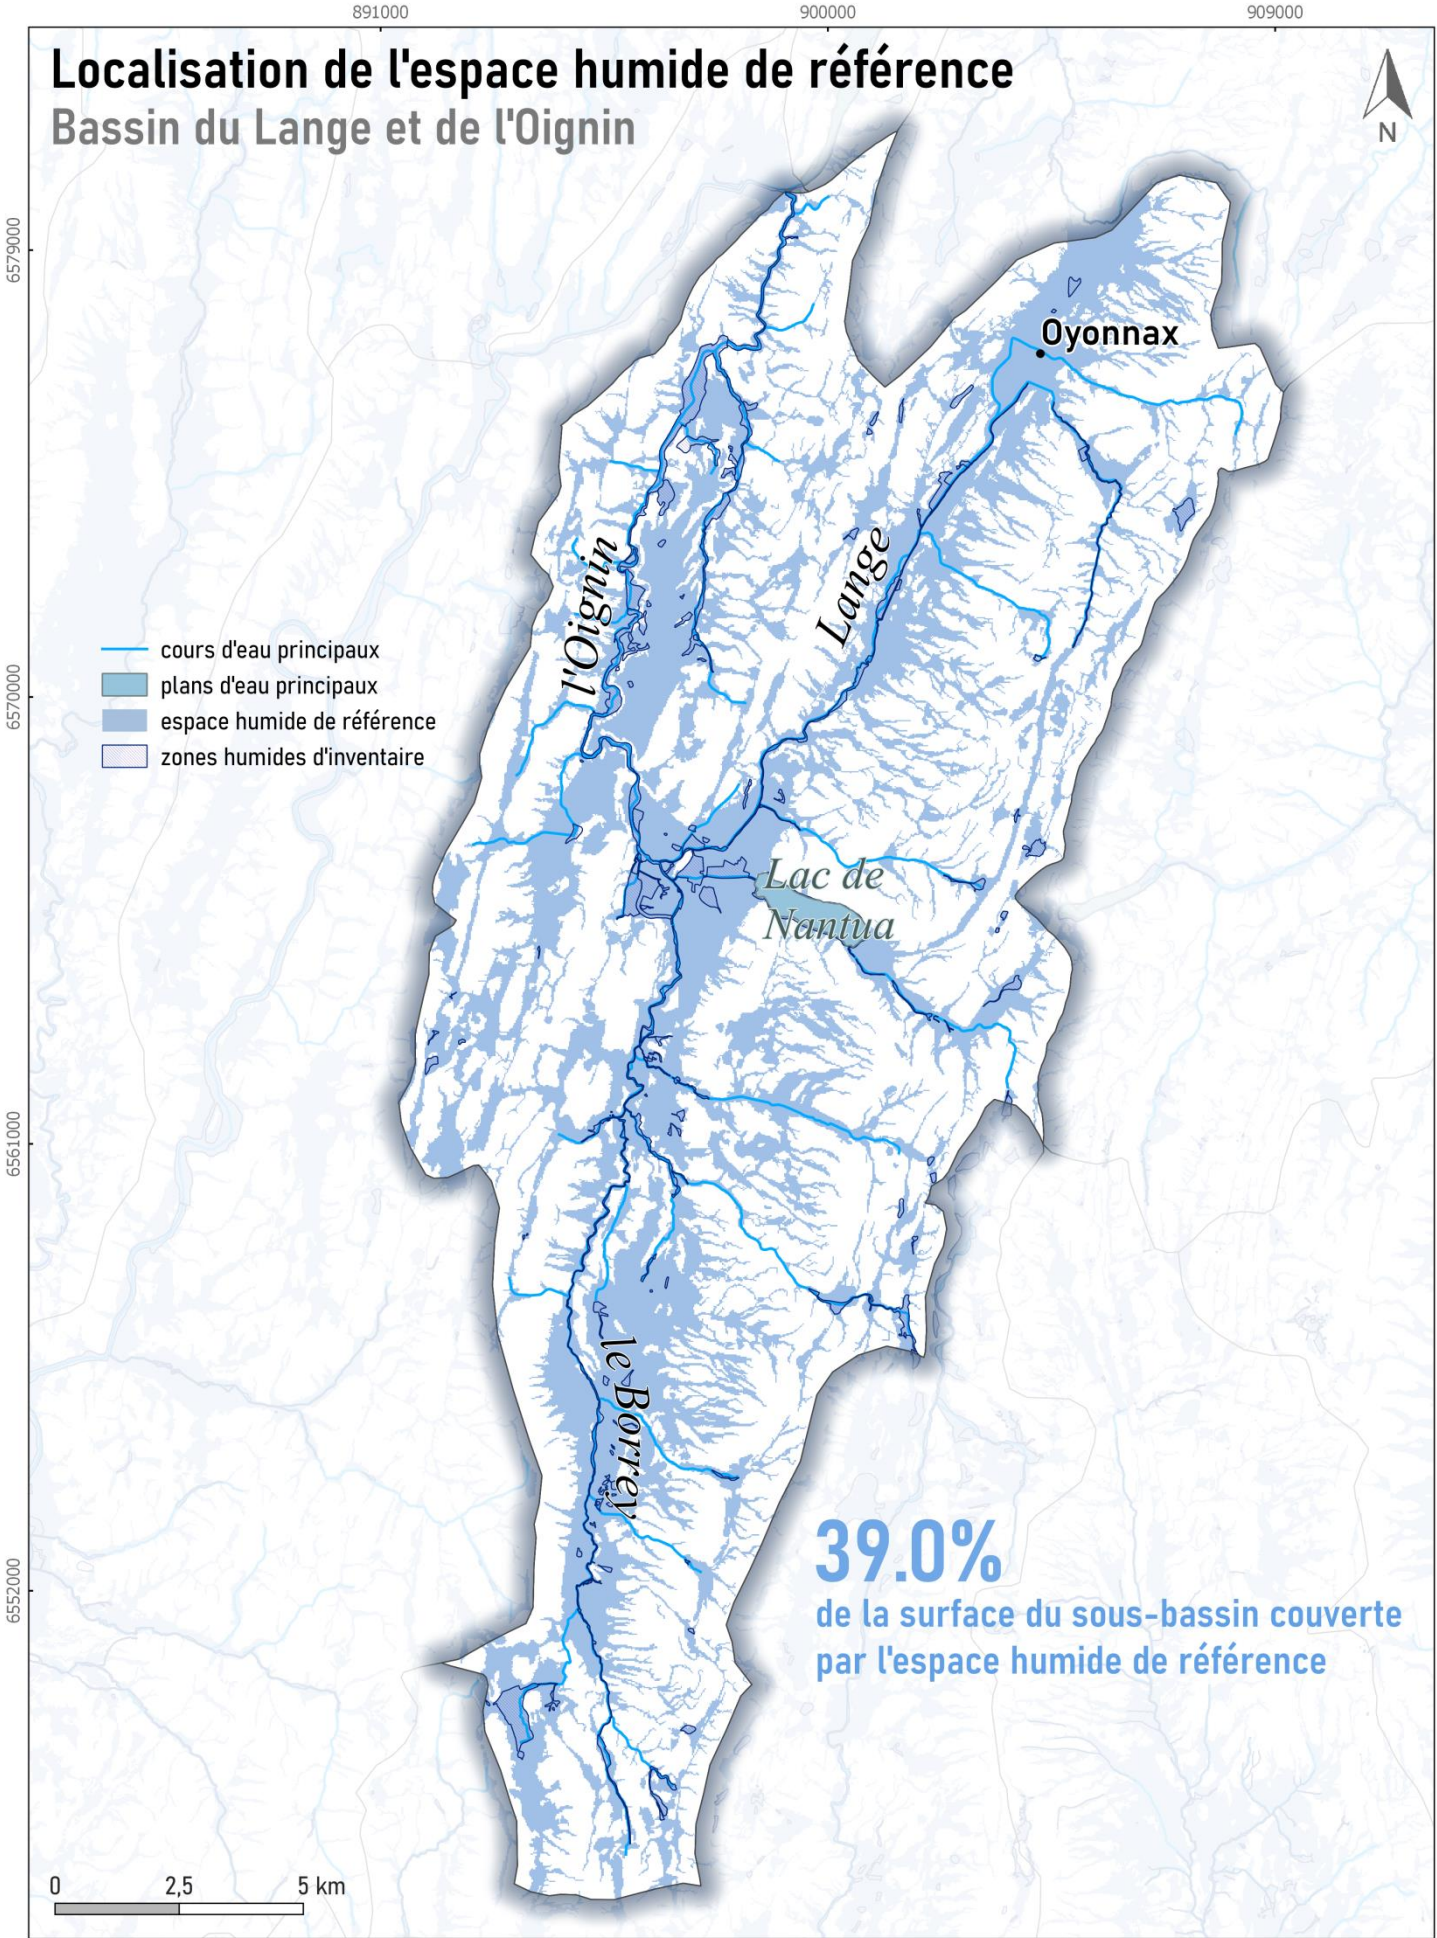 891000
900000
909000
Localisation de l'espace humide de référence
Bassin du Lange et de l'Oignin
N
6579000
Oyonnax
l'Oignin
Lange
cours d'eau principaux
plans d'eau principaux
espace humide de référence
zones humides d'inventaire
6570000
Lac de
Nantua
6561000
le Borrey
39.0%
de la surface du sous-bassin couverte
par l'espace humide de référence
6552000
0 2,5 5 km